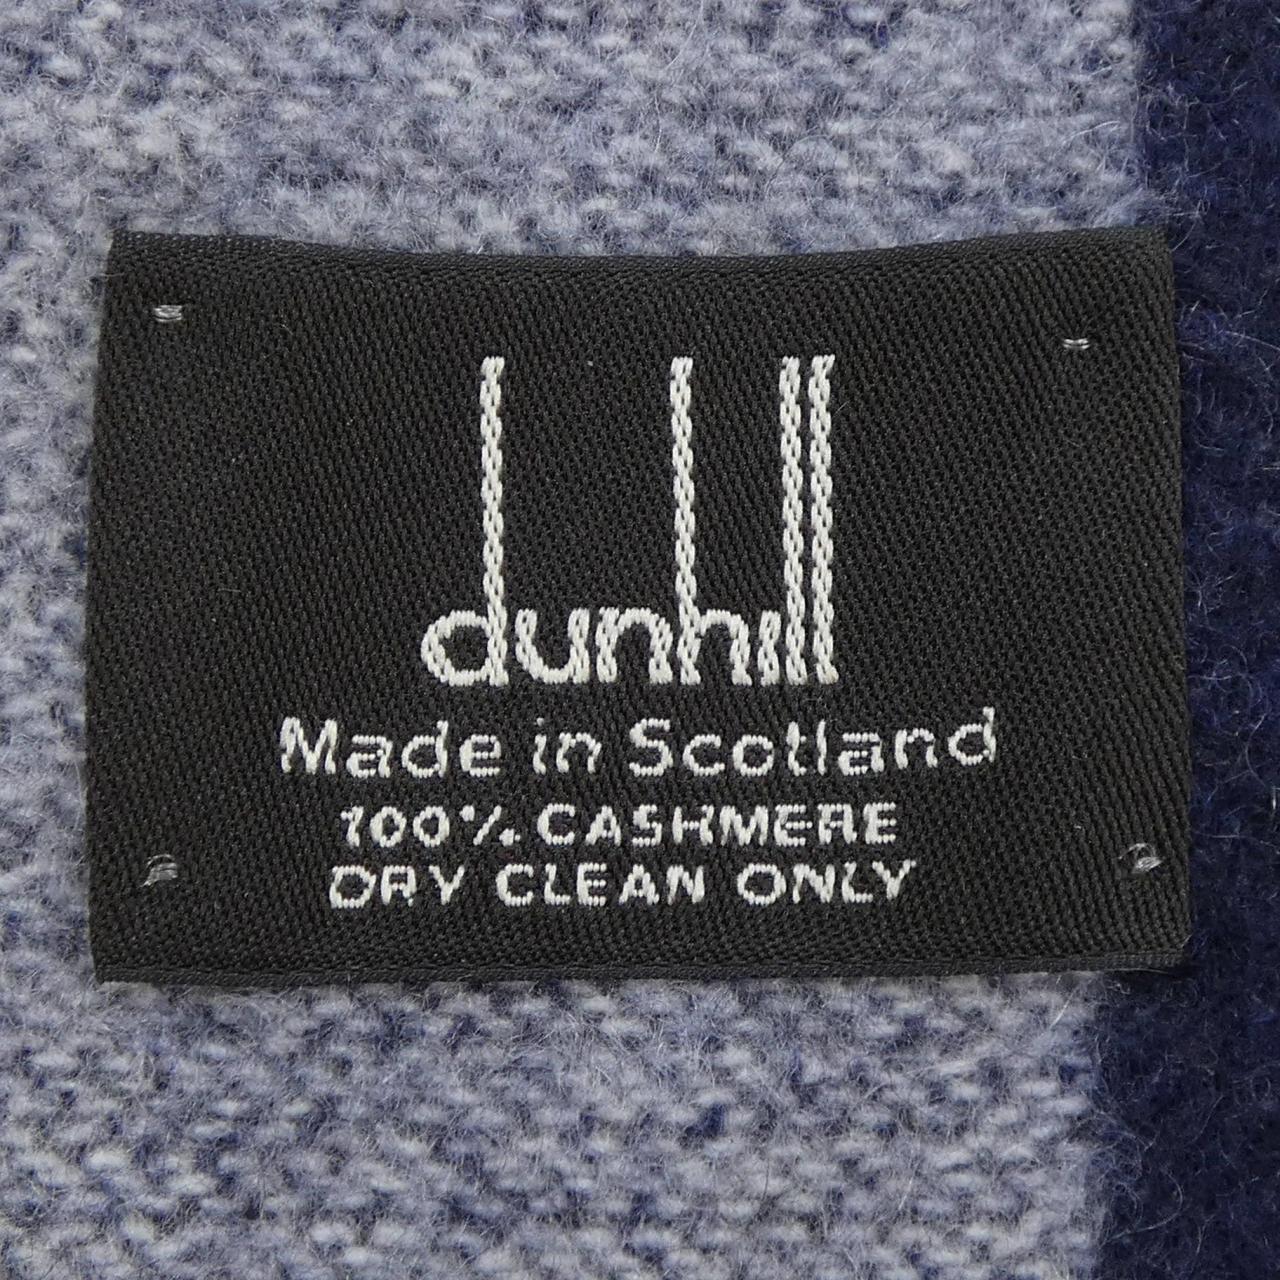 dunhill
Made in Scotland
100% CASHMERE
DRY CLEAN ONLY